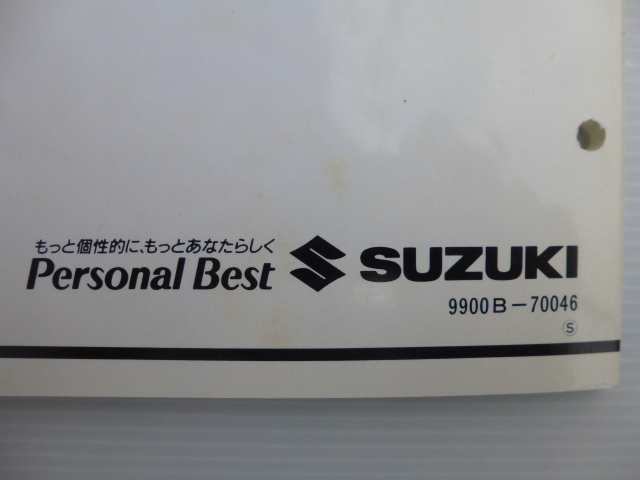 もっと個性的に、もっとあなたらしく
Personal Best
SUZUKI
9900B-70046
Ⓢ